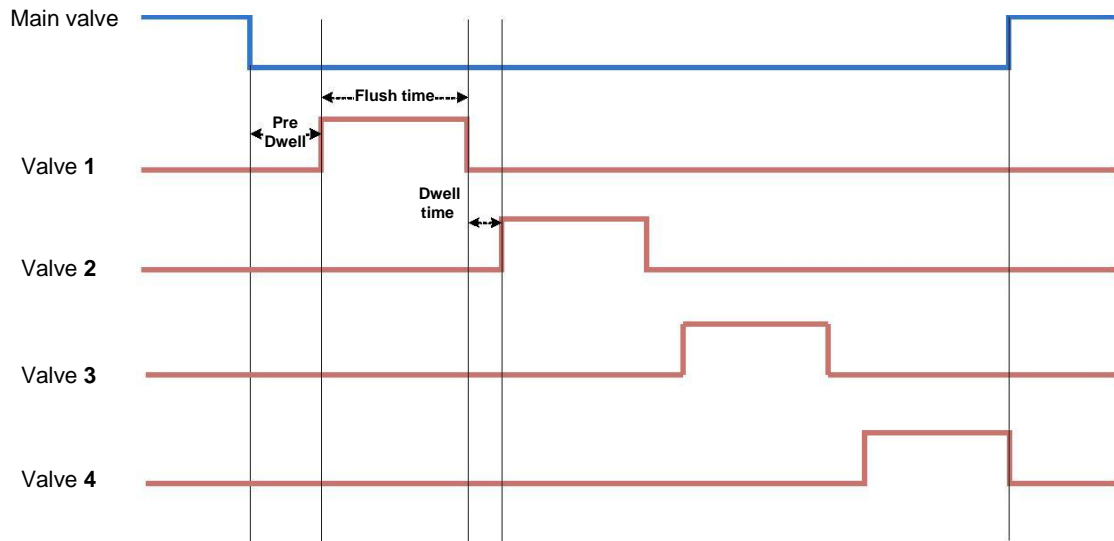 Main valve
Flush time
Pre
Dwell
Valve 1
Dwell
time
Valve 2
Valve 3
Valve 4